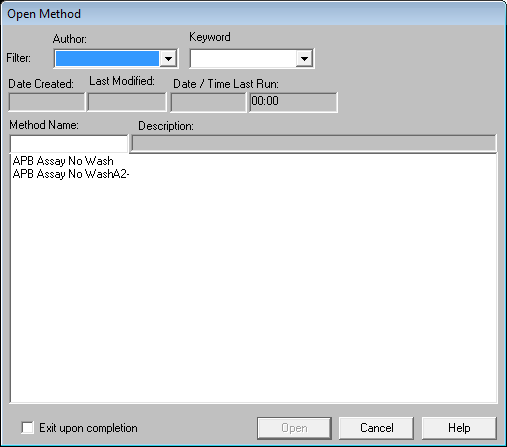 Open Method
Author:
Keyword
Filter:
Date Created:
Last Modified:
Date / Time Last Run:
00:00
Method Name:
Description:
APB Assay No Wash
APB Assay No WashA2-
Exit upon completion
Open
Cancel
Help